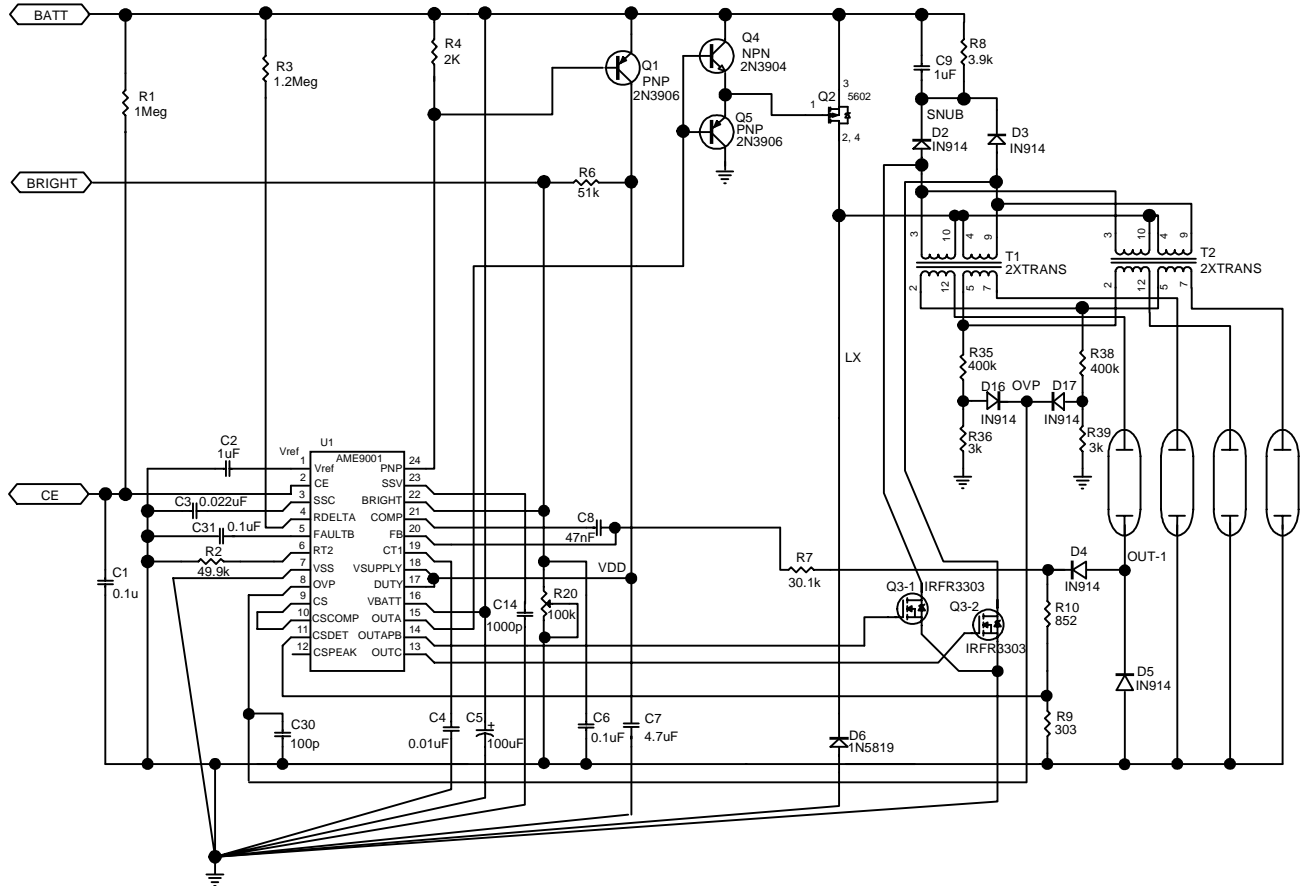 BATT
R1
1Meg
R3
1.2Meg
R4
2K
Q1
PNP
2N3906
Q4
NPN
2N3904
Q5
PNP
2N3906
Q2
3
5602
1
2, 4
C9
1uF
R8
3.9k
SNUB
D2
IN914
D3
IN914
BRIGHT
R6
51k
3
10
4
9
T1
2XTRANS
2
12
5
7
3
10
4
9
T2
2XTRANS
2
12
5
7
LX
R35
400k
R38
400k
D16
OVP
D17
IN914
IN914
R36
3k
R39
3k
CE
C2
1uF
Vref
U1
AME9001
1
Vref
PNP
24
2
CE
SSV
23
3
SSC
BRIGHT
22
4
RDELTA
COMP
21
5
FAULTB
FB
20
6
RT2
CT1
19
7
VSS
VSUPPLY
18
8
OVP
DUTY
17
9
CS
VBATT
16
10
CSCOMP
OUTA
15
11
CSDET
OUTAPB
14
12
CSPEAK
OUTC
13
C3
0.022uF
C31
0.1uF
R2
49.9k
C1
0.1u
C8
47nF
VDD
R7
30.1k
D4
IN914
OUT-1
C14
1000p
R20
100k
Q3-1
IRFR3303
Q3-2
IRFR3303
R10
852
D5
IN914
R9
303
C30
100p
C4
0.01uF
C5
+
100uF
C6
0.1uF
C7
4.7uF
D6
1N5819